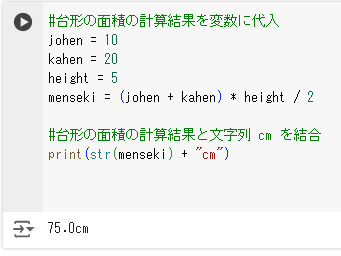 #台形の面積の計算結果を変数に代入
johen = 10
kahen = 20
height = 5
menseki = (johen + kahen) * height / 2
#台形の面積の計算結果と文字列 cm を結合
print(str(menseki) + "cm")
75.0cm